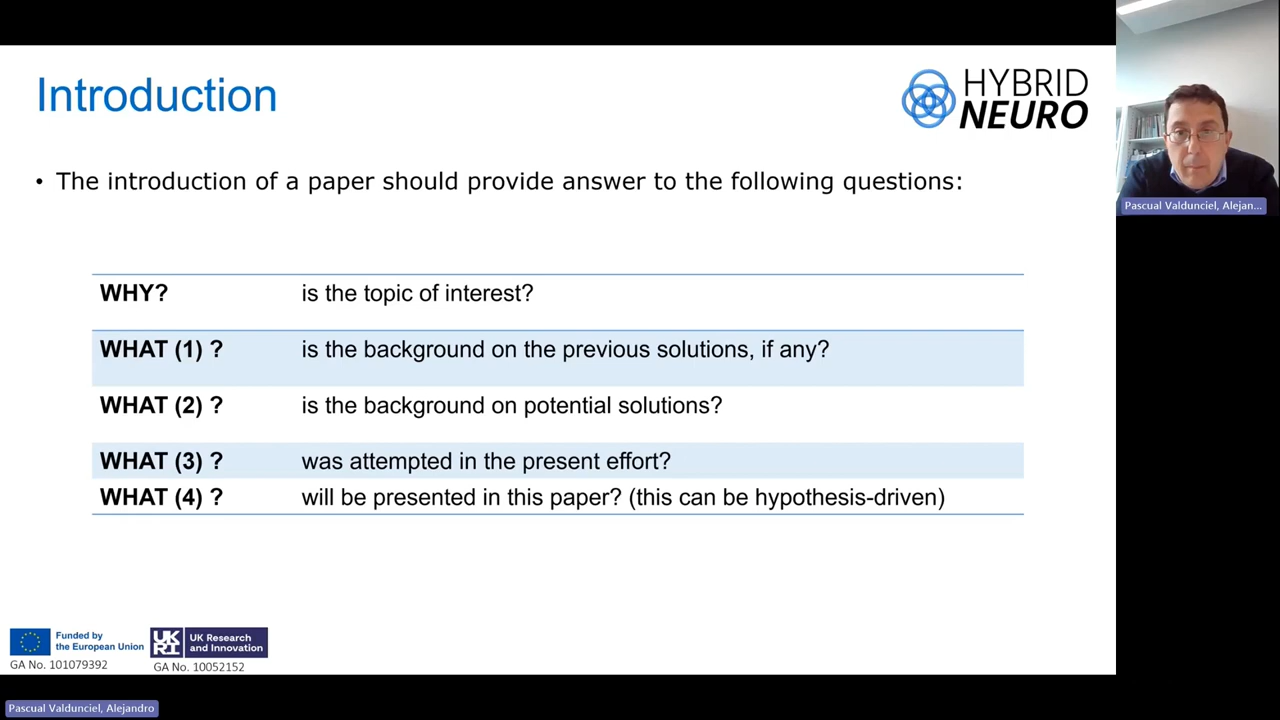 Introduction
HYBRID
NEURO
• The introduction of a paper should provide answer to the following questions:
WHY? is the topic of interest?
WHAT (1) ? is the background on the previous solutions, if any?
WHAT (2) ? is the background on potential solutions?
WHAT (3) ? was attempted in the present effort?
WHAT (4) ? will be presented in this paper? (this can be hypothesis-driven)
Funded by
the European Union
GA No. 101079392
UK
RI
UK Research
and Innovation
GA No. 10052152
Pascual Valdunciel, Alejan...
Pascual Valdunciel, Alejandro